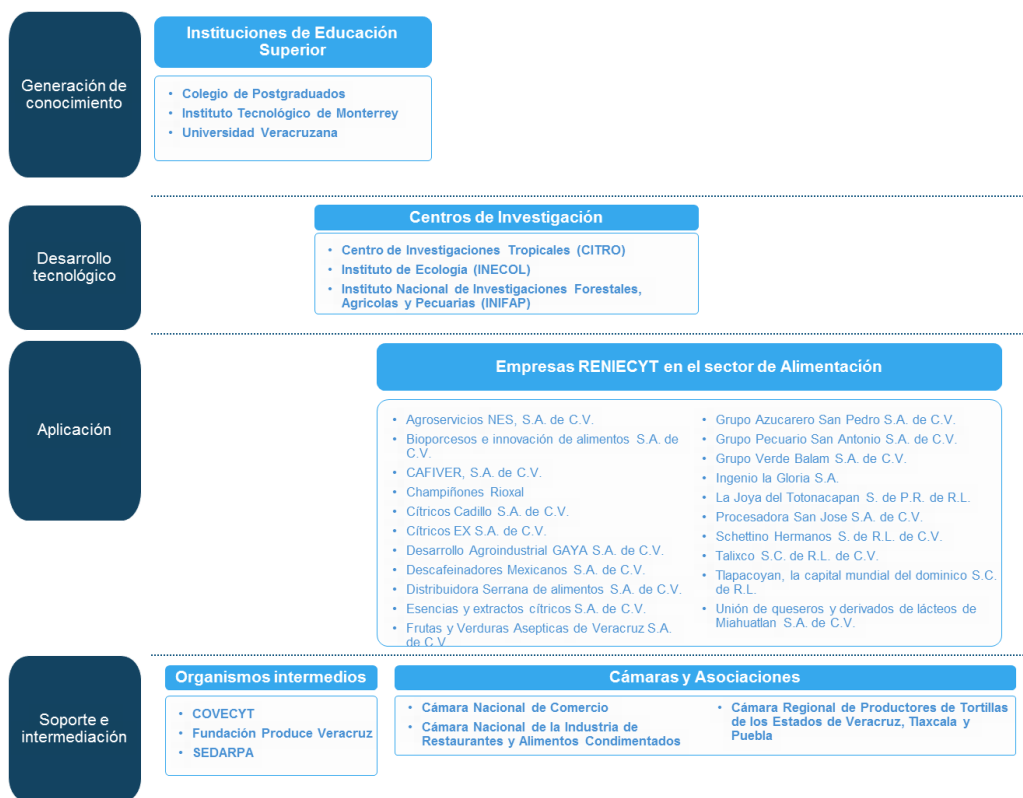 Generación de
conocimiento
Instituciones de Educación
Superior
• Colegio de Postgraduados
• Instituto Tecnológico de Monterrey
• Universidad Veracruzana
Desarrollo
tecnológico
Centros de Investigación
• Centro de Investigaciones Tropicales (CITRO)
• Instituto de Ecología (INECOL)
• Instituto Nacional de Investigaciones Forestales,
Agrícolas y Pecuarias (INIFAP)
Aplicación
Empresas RENIECYT en el sector de Alimentación
• Agroservicios NES, S.A. de C.V.
• Bioporcesos e innovación de alimentos S.A. de
C.V.
• CAFIVER, S.A. de C.V.
• Champiñones Rioxal
• Cítricos Cadillo S.A. de C.V.
• Cítricos EX S.A. de C.V.
• Desarrollo Agroindustrial GAYA S.A. de C.V.
• Descafeinadores Mexicanos S.A. de C.V.
• Distribuidora Serrana de alimentos S.A. de C.V.
• Esencias y extractos cítricos S.A. de C.V.
• Frutas y Verduras Asepticas de Veracruz S.A.
de C.V.
• Grupo Azucarero San Pedro S.A. de C.V.
• Grupo Pecuario San Antonio S.A. de C.V.
• Grupo Verde Balam S.A. de C.V.
• Ingenio la Gloria S.A.
• La Joya del Totonacapan S. de P.R. de R.L.
• Procesadora San Jose S.A. de C.V.
• Schettino Hermanos S. de R.L. de C.V.
• Talixco S.C. de R.L. de C.V.
• Tlapacoyan, la capital mundial del dominico S.C.
de R.L.
• Unión de queseros y derivados de lácteos de
Miahuatlan S.A. de C.V.
Soporte e
intermediación
Organismos intermedios
• COVECYT
• Fundación Produce Veracruz
• SEDARPA
Cámaras y Asociaciones
• Cámara Nacional de Comercio
• Cámara Nacional de la Industria de
Restaurantes y Alimentos Condimentados
• Cámara Regional de Productores de Tortillas
de los Estados de Veracruz, Tlaxcala y
Puebla